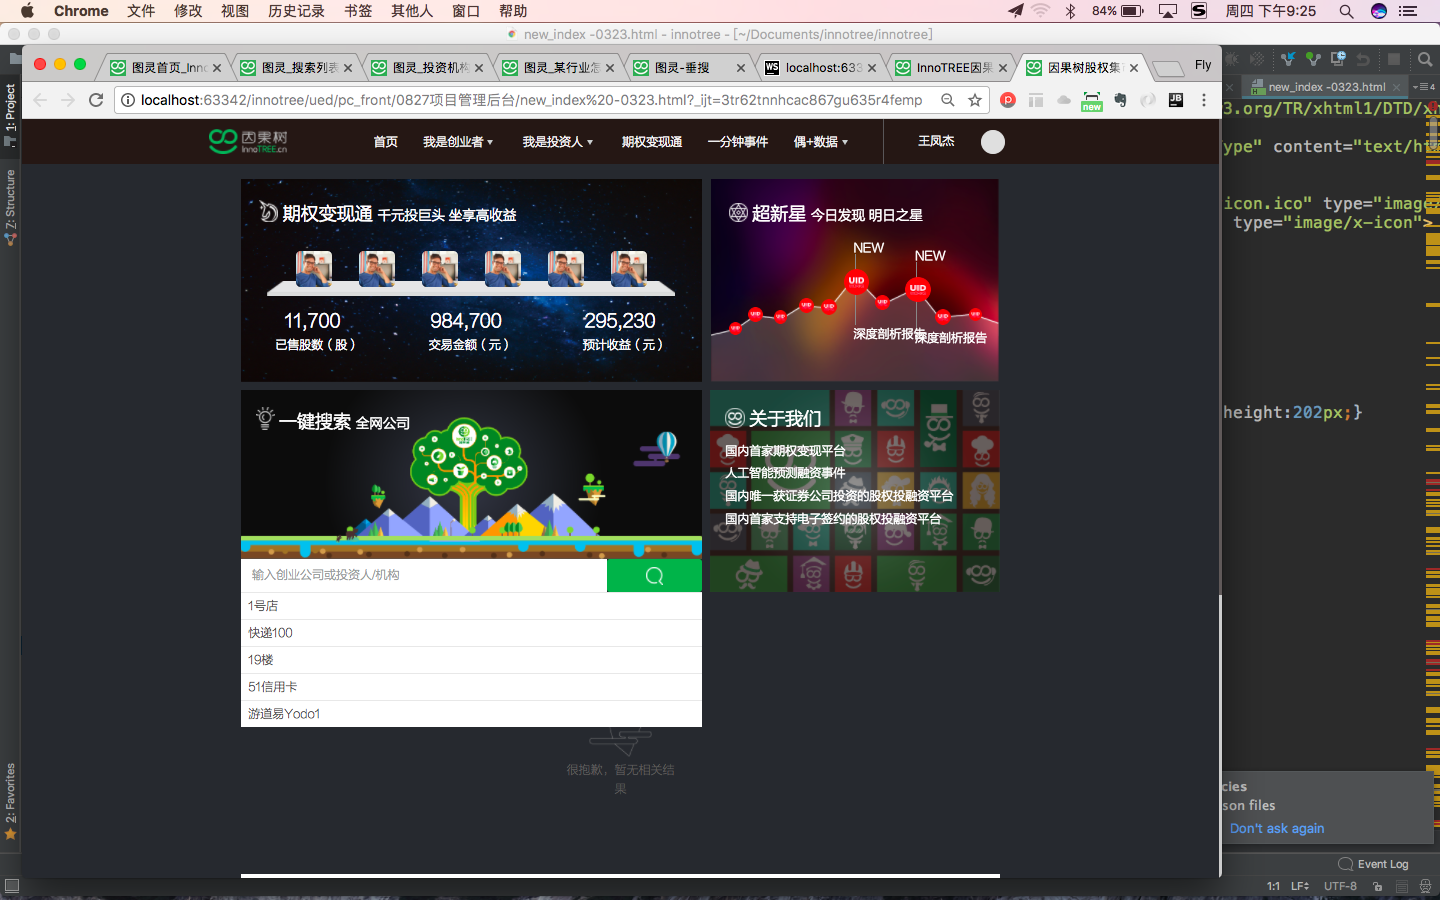 Chrome 文件 修改 视图 历史记录 书签 其他人 窗口 帮助 84% 周四 下午9:25
new_index -0323.html - innotree - [~/Documents/innotree/innotree]
图灵首页_Inno 图灵_搜索列表 图灵_投资机构 图灵_某行业怎 图灵-垂搜 localhost:633 InnoTREE因果 因果树股权集 Fly
localhost:63342/innotree/ued/pc_front/0827项目管理后台/new_index%20-0323.html?_ijt=3tr62tnnhcac867gu635r4femp
new
1: Project
7: Structure
2: Favorites
new_index -0323.html
3.org/TR/xhtml1/DTD/xh
ype" content="text/ht
icon.ico" type="image/
type="image/x-icon">
height:202px;}
因果树
InnoTREE.cn
首页 我是创业者 我是投资人 期权变现通 一分钟事件 偶+数据 王凤杰
期权变现通 千元投巨头 坐享高收益
11,700 984,700 295,230
已售股数（股） 交易金额（元） 预计收益（元）
超新星 今日发现 明日之星
NEW
NEW
UID
UID
深度剖析报告
深度剖析报告
一键搜索 全网公司
输入创业公司或投资人/机构
1号店
快递100
19楼
51信用卡
游道易Yodo1
关于我们
国内首家期权变现平台
人工智能预测融资事件
国内唯一获证券公司投资的股权投融资平台
国内首家支持电子签约的股权投融资平台
很抱歉，暂无相关结
果
cies
son files
Don't ask again
Event Log
1:1 LF UTF-8